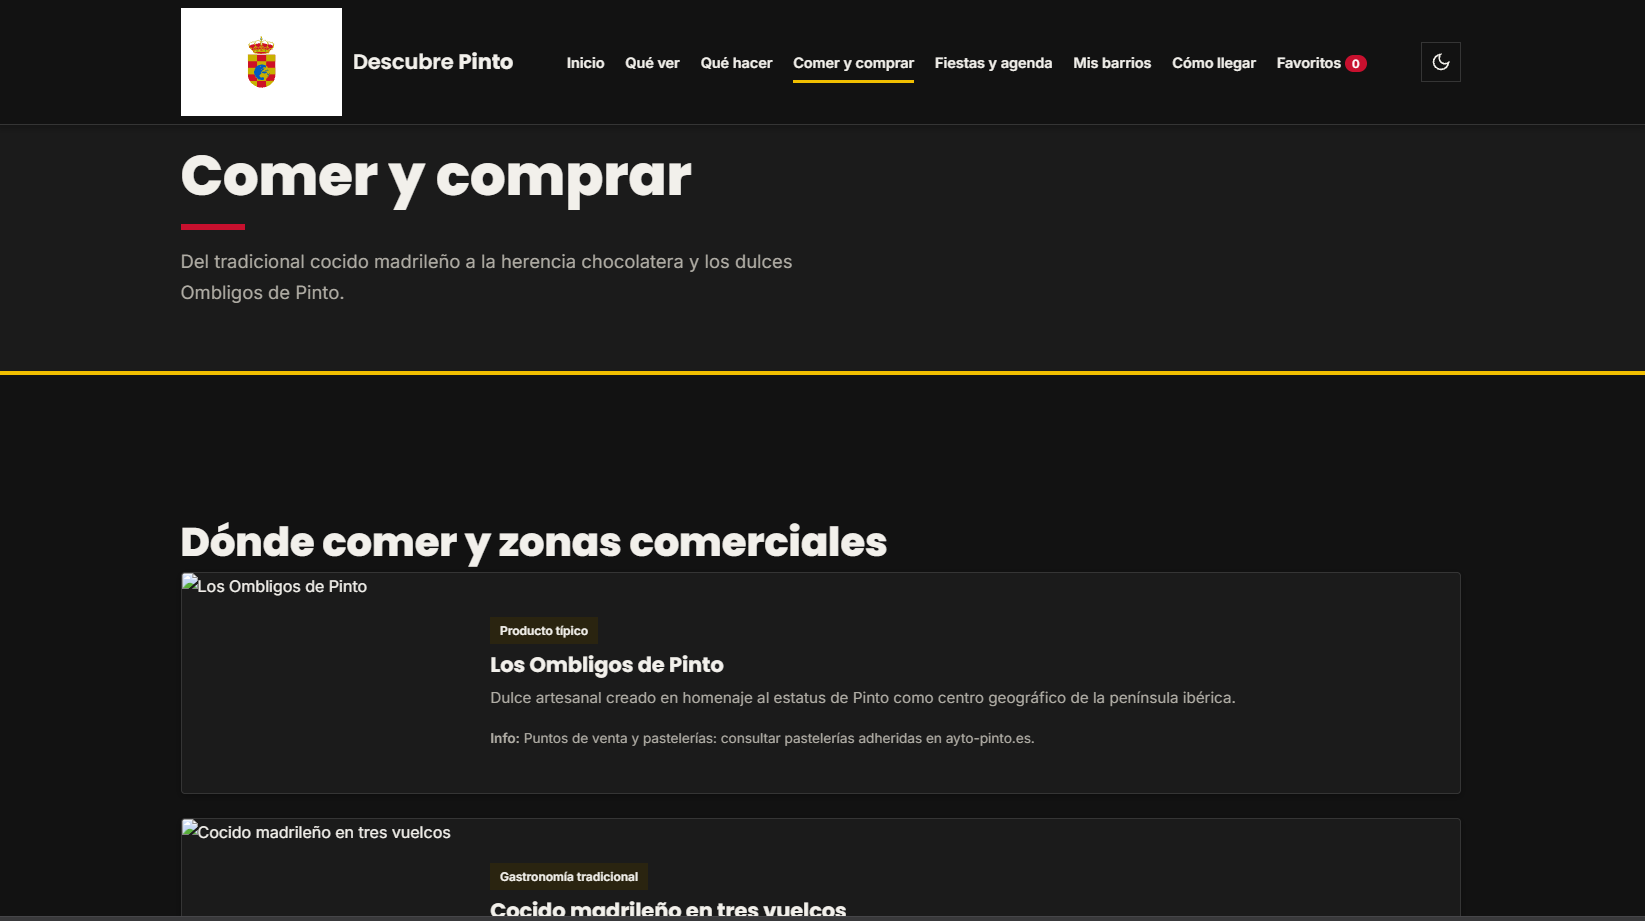 Descubre Pinto
Inicio
Qué ver
Qué hacer
Comer y comprar
Fiestas y agenda
Mis barrios
Cómo llegar
Favoritos 0
Comer y comprar
Del tradicional cocido madrileño a la herencia chocolatera y los dulces
Ombligos de Pinto.
Dónde comer y zonas comerciales
Los Ombligos de Pinto
Producto típico
Los Ombligos de Pinto
Dulce artesanal creado en homenaje al estatus de Pinto como centro geográfico de la península ibérica.
Info: Puntos de venta y pastelerías: consultar pastelerías adheridas en ayto-pinto.es.
Cocido madrileño en tres vuelcos
Gastronomía tradicional
Cocido madrileño en tres vuelcos